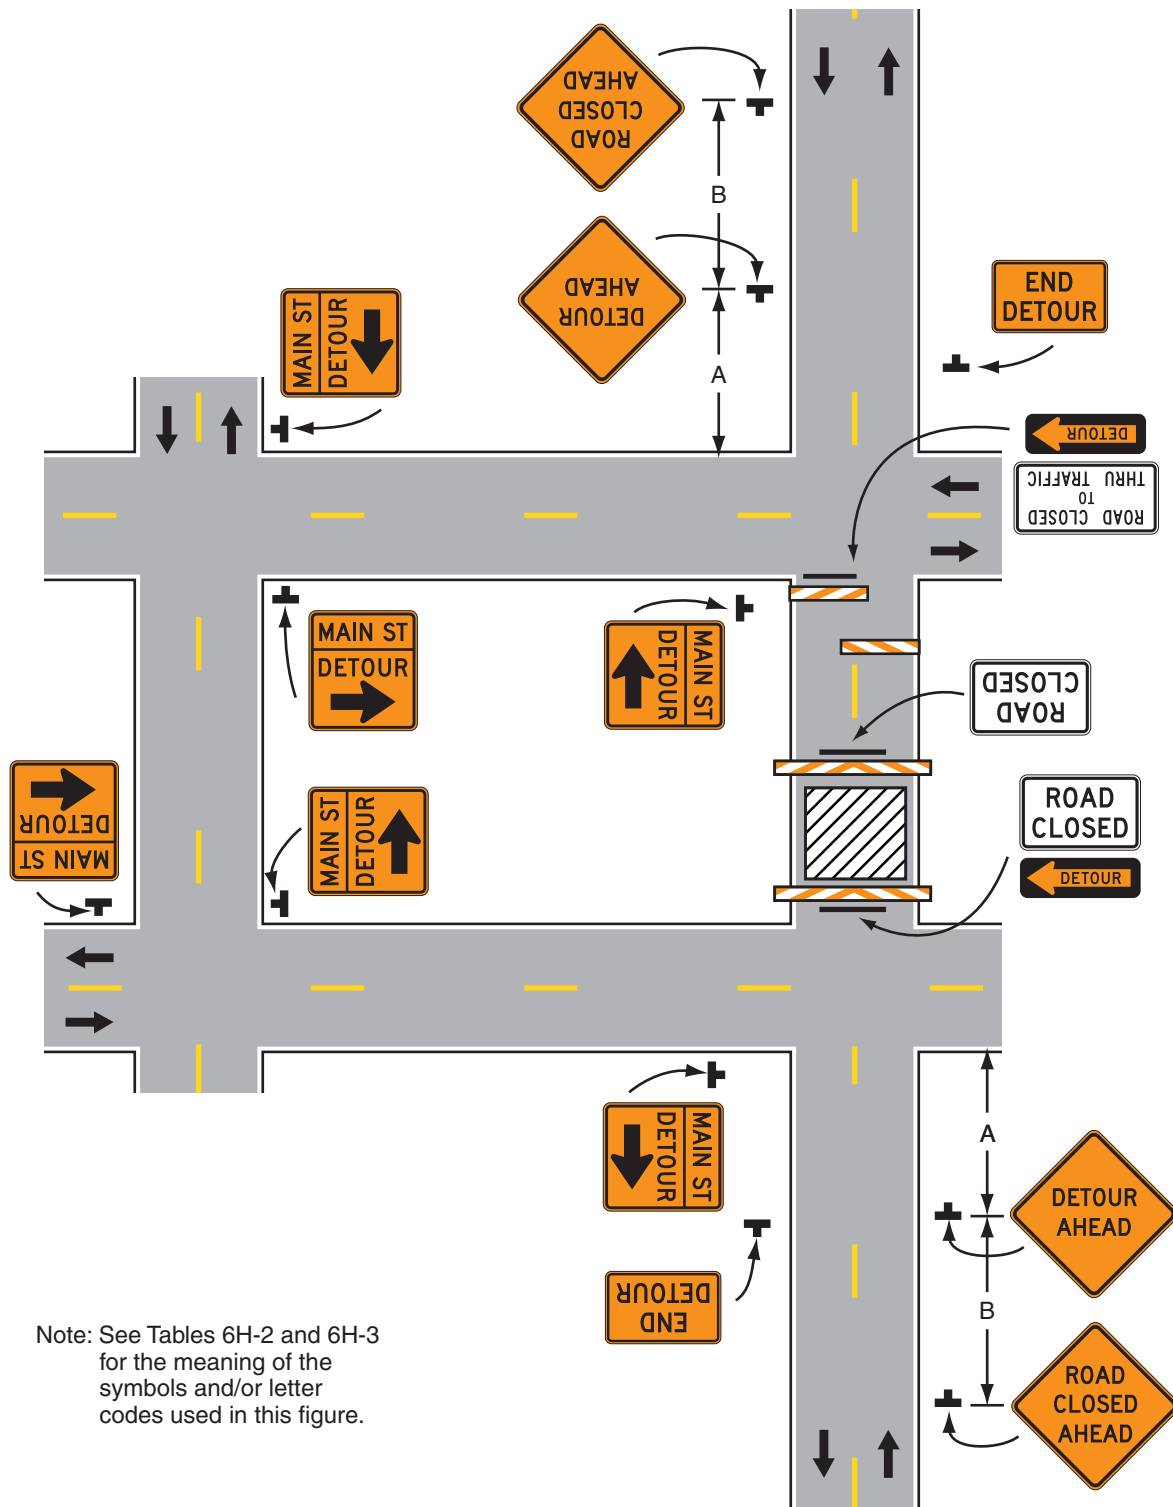 ROAD
CLOSED
AHEAD
B
DETOUR
AHEAD
A
END
DETOUR
MAIN ST
DETOUR
DETOUR
ROAD CLOSED
TO
THRU TRAFFIC
MAIN ST
DETOUR
MAIN ST
DETOUR
ROAD
CLOSED
MAIN ST
DETOUR
MAIN ST
DETOUR
ROAD
CLOSED
DETOUR
MAIN ST
DETOUR
A
DETOUR
AHEAD
END
DETOUR
B
ROAD
CLOSED
AHEAD
Note: See Tables 6H-2 and 6H-3
for the meaning of the
symbols and/or letter
codes used in this figure.